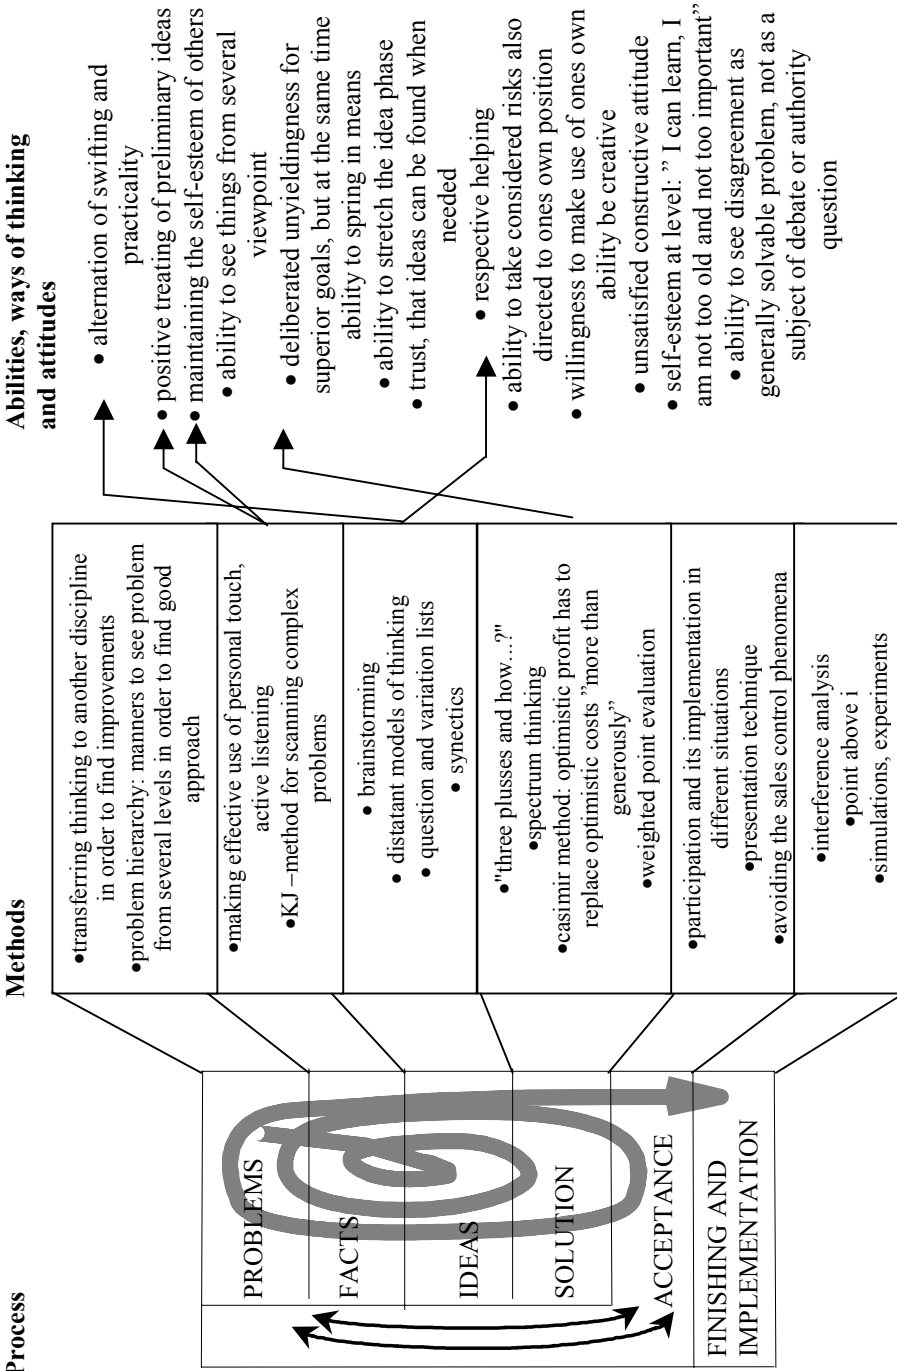 Process
PROBLEMS
FACTS
IDEAS
SOLUTION
ACCEPTANCE
FINISHING AND
IMPLEMENTATION
Methods
•transferring thinking to another discipline
in order to find improvements
•problem hierarchy: manners to see problem
from several levels in order to find good
approach
•making effective use of personal touch,
active listening
•KJ –method for scanning complex
problems
• brainstorming
• distatant models of thinking
• question and variation lists
• synectics
•"three plusses and how...?"
•spectrum thinking
•casimir method: optimistic profit has to
replace optimistic costs ”more than
generously”
•weighted point evaluation
•participation and its implementation in
different situations
•presentation technique
•avoiding the sales control phenomena
•interference analysis
•point above i
•simulations, experiments
Abilities, ways of thinking
and attitudes
• alternation of swifting and
practicality
• positive treating of preliminary ideas
• maintaining the self-esteem of others
• ability to see things from several
viewpoint
• deliberated unyieldingness for
superior goals, but at the same time
ability to spring in means
• ability to stretch the idea phase
• trust, that ideas can be found when
needed
• respective helping
• ability to take considered risks also
directed to ones own position
• willingness to make use of ones own
ability be creative
• unsatisfied constructive attitude
• self-esteem at level: ” I can learn, I
am not too old and not too important”
• ability to see disagreement as
generally solvable problem, not as a
subject of debate or authority
question